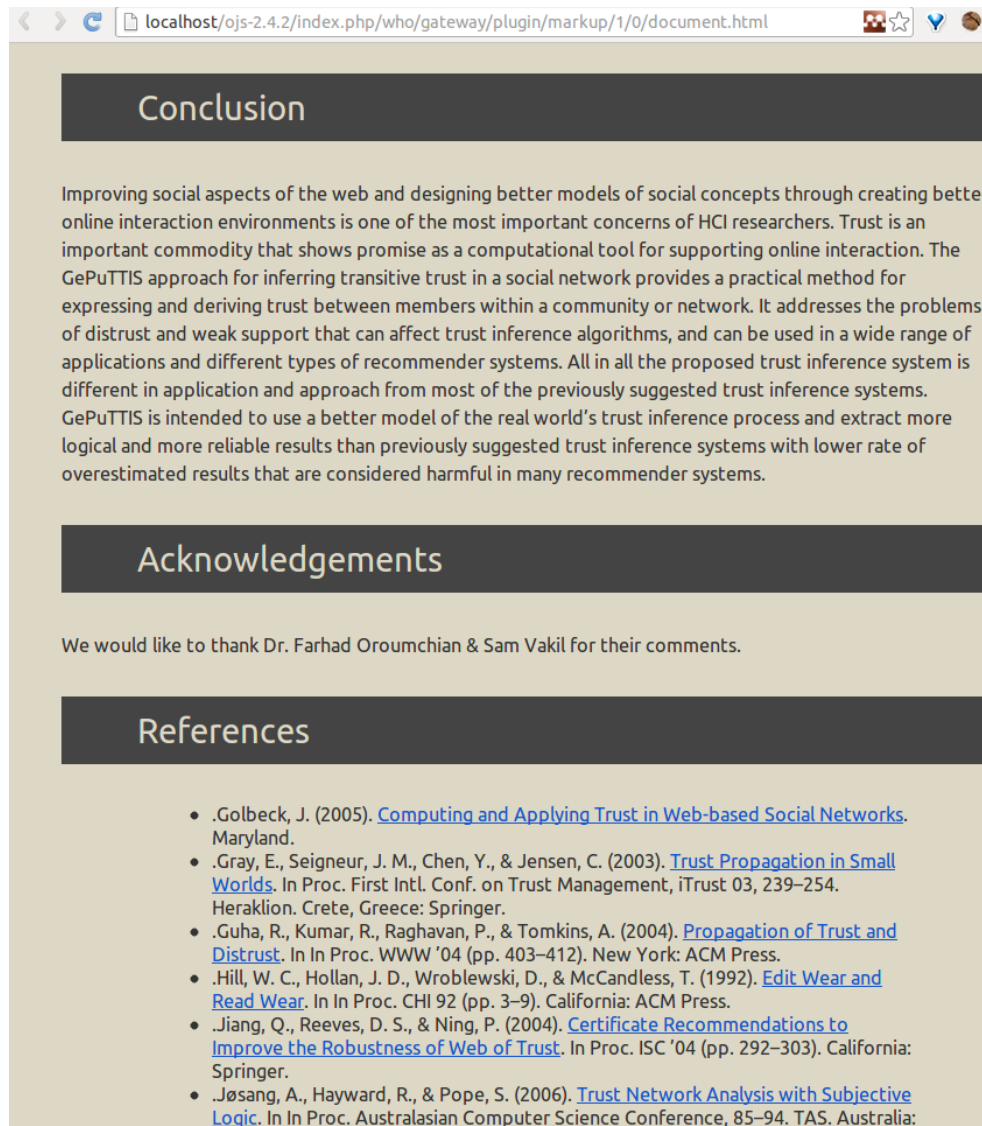 localhost/ojs-2.4.2/index.php/who/gateway/plugin/markup/1/0/document.html
Conclusion
Improving social aspects of the web and designing better models of social concepts through creating bette
online interaction environments is one of the most important concerns of HCI researchers. Trust is an
important commodity that shows promise as a computational tool for supporting online interaction. The
GePuTTIS approach for inferring transitive trust in a social network provides a practical method for
expressing and deriving trust between members within a community or network. It addresses the problems
of distrust and weak support that can affect trust inference algorithms, and can be used in a wide range of
applications and different types of recommender systems. All in all the proposed trust inference system is
different in application and approach from most of the previously suggested trust inference systems.
GePuTTIS is intended to use a better model of the real world’s trust inference process and extract more
logical and more reliable results than previously suggested trust inference systems with lower rate of
overestimated results that are considered harmful in many recommender systems.
Acknowledgements
We would like to thank Dr. Farhad Oroumchian & Sam Vakil for their comments.
References
• .Golbeck, J. (2005). Computing and Applying Trust in Web-based Social Networks.
Maryland.
• .Gray, E., Seigneur, J. M., Chen, Y., & Jensen, C. (2003). Trust Propagation in Small
Worlds. In Proc. First Intl. Conf. on Trust Management, iTrust 03, 239–254.
Heraklion. Crete, Greece: Springer.
• .Guha, R., Kumar, R., Raghavan, P., & Tomkins, A. (2004). Propagation of Trust and
Distrust. In In Proc. WWW ’04 (pp. 403–412). New York: ACM Press.
• .Hill, W. C., Hollan, J. D., Wroblewski, D., & McCandless, T. (1992). Edit Wear and
Read Wear. In In Proc. CHI 92 (pp. 3–9). California: ACM Press.
• .Jiang, Q., Reeves, D. S., & Ning, P. (2004). Certificate Recommendations to
Improve the Robustness of Web of Trust. In Proc. ISC ’04 (pp. 292–303). California:
Springer.
• .Jøsang, A., Hayward, R., & Pope, S. (2006). Trust Network Analysis with Subjective
Logic. In In Proc. Australasian Computer Science Conference, 85–94. TAS. Australia: